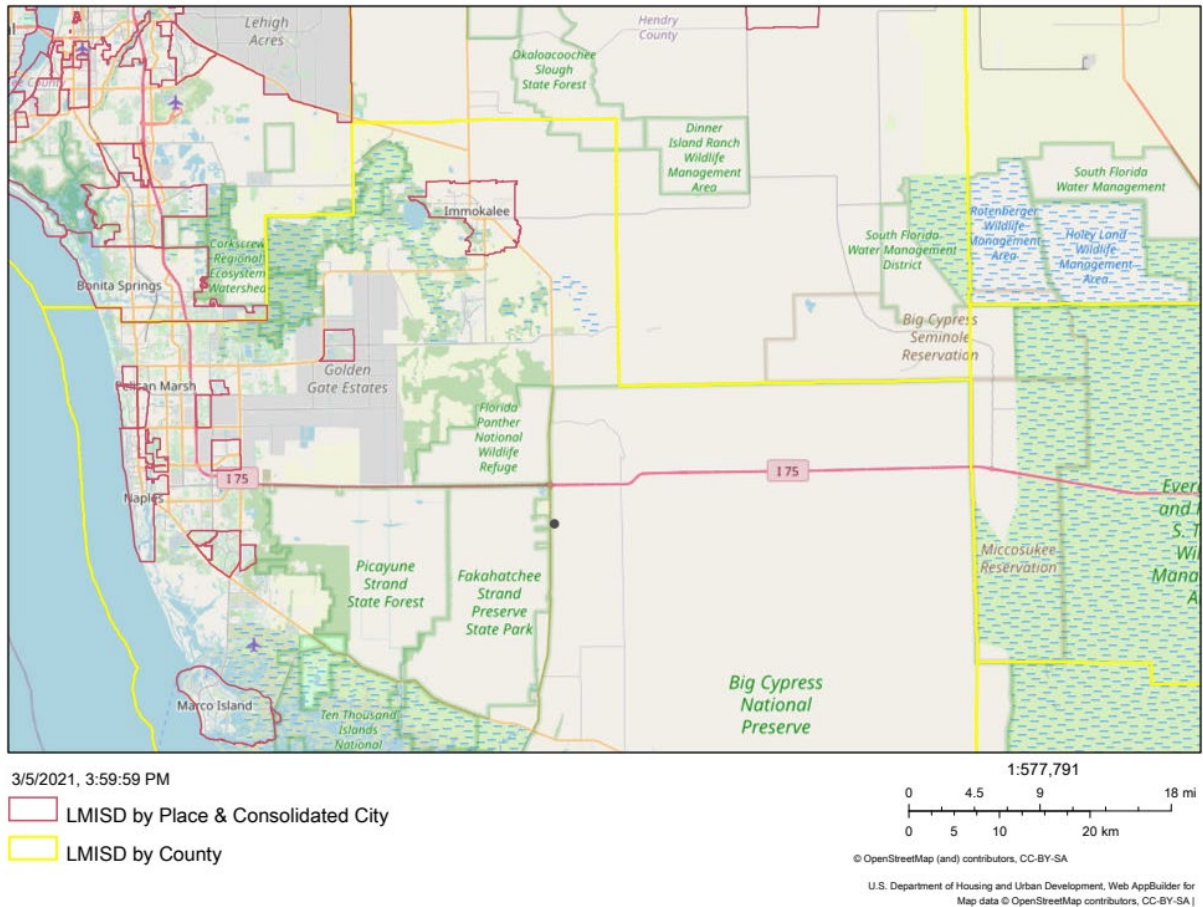 Lehigh
Acres
Hendry
County
Okaloacoochee
Slough
State Forest
Dinner
Island Ranch
Wildlife
Management
Area
South Florida
Water Management
Immokalee
Rotenberger
Wildlife
Management
Area
Holey Land
Wildlife
Management
Area
South Florida
Water Management
District
Corkscrew
Regional
Ecosystem
Watershed
Bonita Springs
Big Cypress
Seminole
Reservation
Pelican Marsh
Golden
Gate Estates
Florida
Panther
National
Wildlife
Refuge
I 75
I 75
Naples
Ever
and
S. T
Wil
Mana
A
Miccosukee
Reservation
Picayune
Strand
State Forest
Fakahatchee
Strand
Preserve
State Park
Big Cypress
National
Preserve
Marco Island
Ten Thousand
Islands
National
3/5/2021, 3:59:59 PM
LMISD by Place & Consolidated City
LMISD by County
1:577,791
0 4.5 9 18 mi
0 5 10 20 km
© OpenStreetMap (and) contributors, CC-BY-SA
U.S. Department of Housing and Urban Development, Web AppBuilder for
Map data © OpenStreetMap contributors, CC-BY-SA |